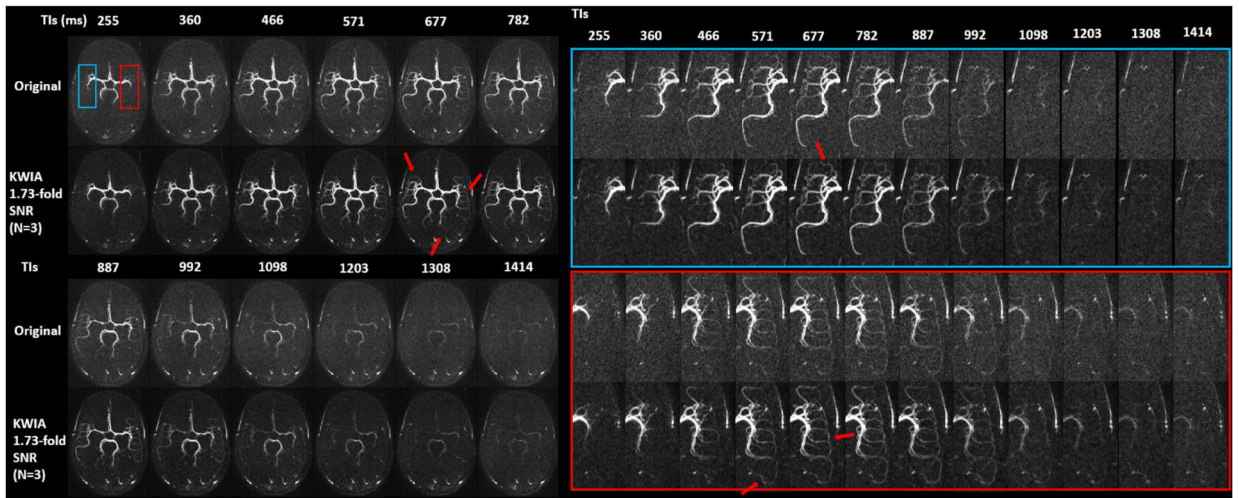 TIs (ms) 255 360 466 571 677 782
Original
KWIA
1.73-fold
SNR
(N=3)
TIs 887 992 1098 1203 1308 1414
Original
KWIA
1.73-fold
SNR
(N=3)
TIs
255 360 466 571 677 782 887 992 1098 1203 1308 1414